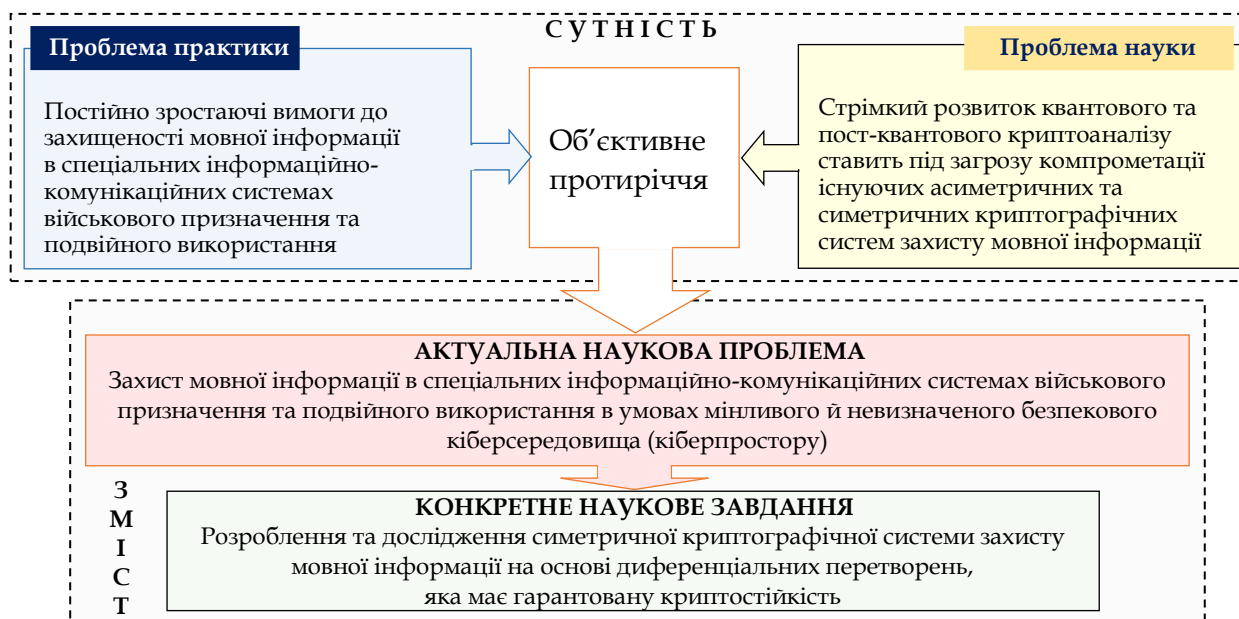 СУТНІСТЬ
Проблема практики
Постійно зростаючі вимоги до
захищеності мовної інформації
в спеціальних інформаційно-
комунікаційних системах
військового призначення та
подвійного використання
Об’єктивне
протиріччя
Проблема науки
Стрімкий розвиток квантового та
пост-квантового криптоаналізу
ставить під загрозу компрометації
існуючих асиметричних та
симетричних криптографічних
систем захисту мовної інформації
АКТУАЛЬНА НАУКОВА ПРОБЛЕМА
Захист мовної інформації в спеціальних інформаційно-комунікаційних системах військового
призначення та подвійного використання в умовах мінливого й невизначеного безпекового
кіберсередовища (кіберпростору)
ЗМІСТ
КОНКРЕТНЕ НАУКОВЕ ЗАВДАННЯ
Розроблення та дослідження симетричної криптографічної системи захисту
мовної інформації на основі диференціальних перетворень,
яка має гарантовану криптостійкість